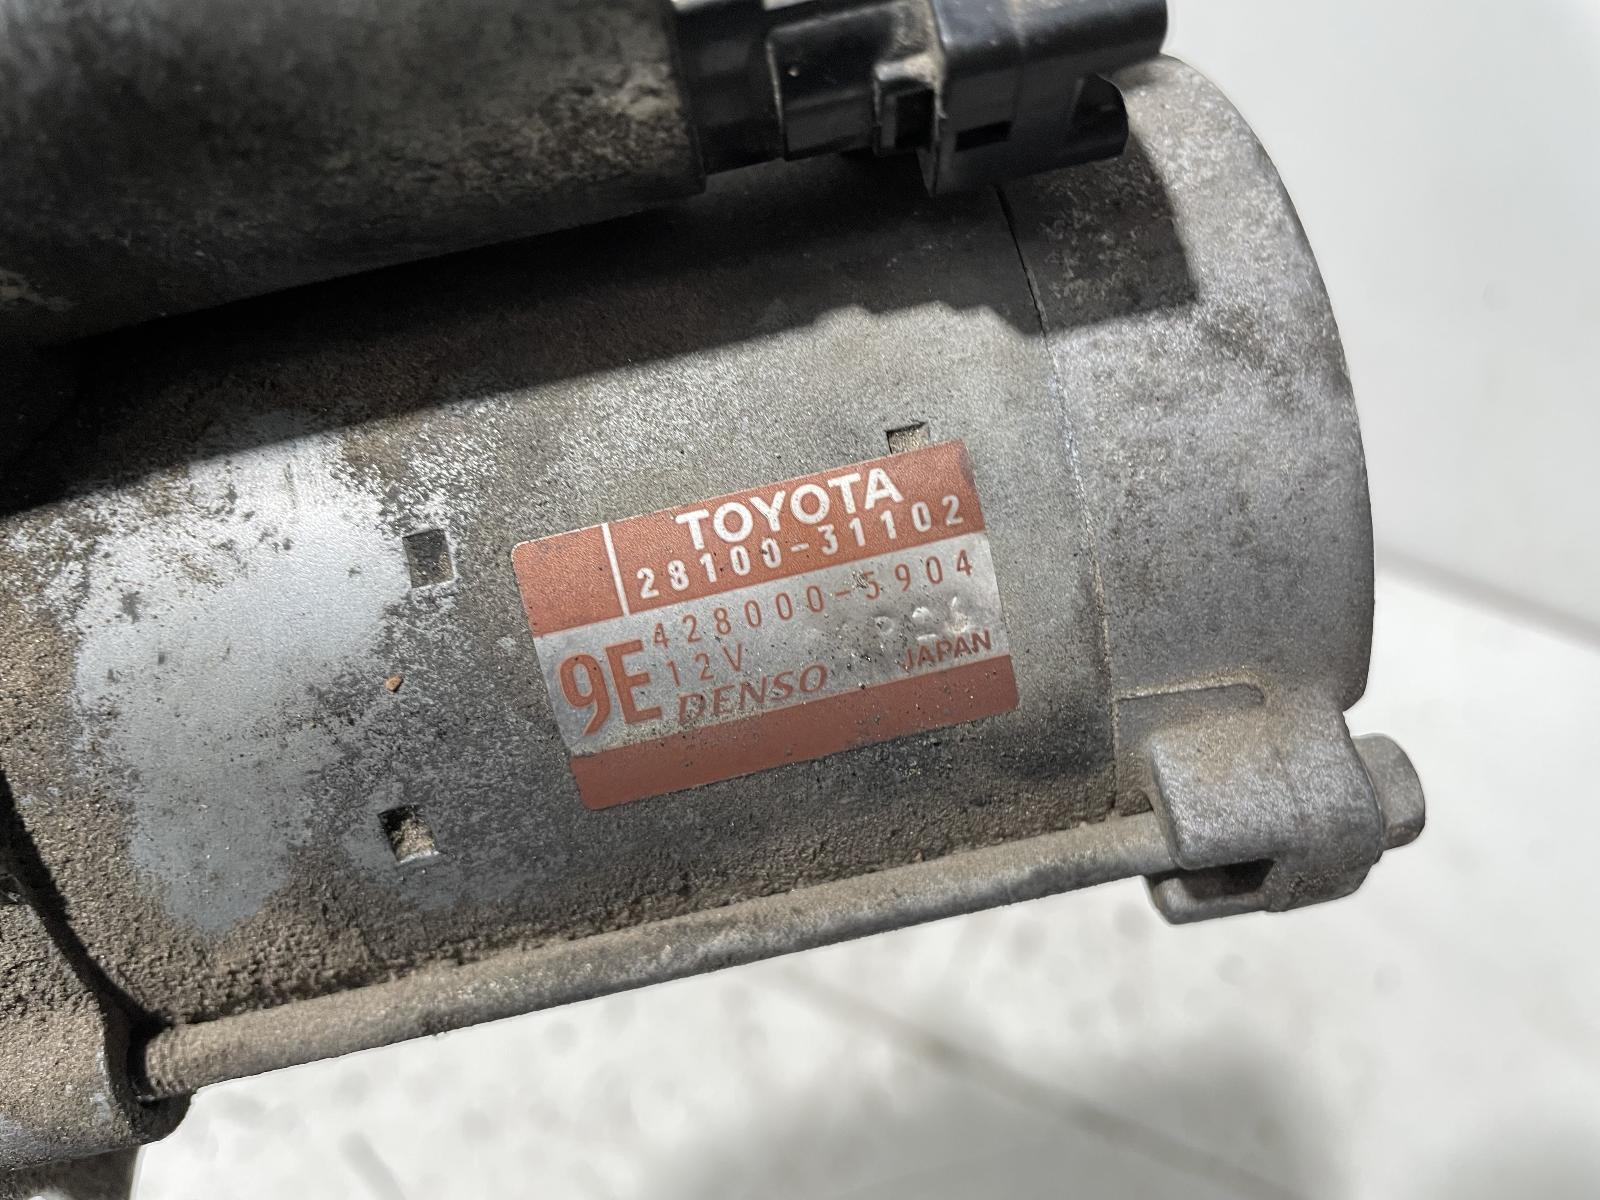 TOYOTA
28100-31102
428000-5904
9E 12V
DENSO JAPAN